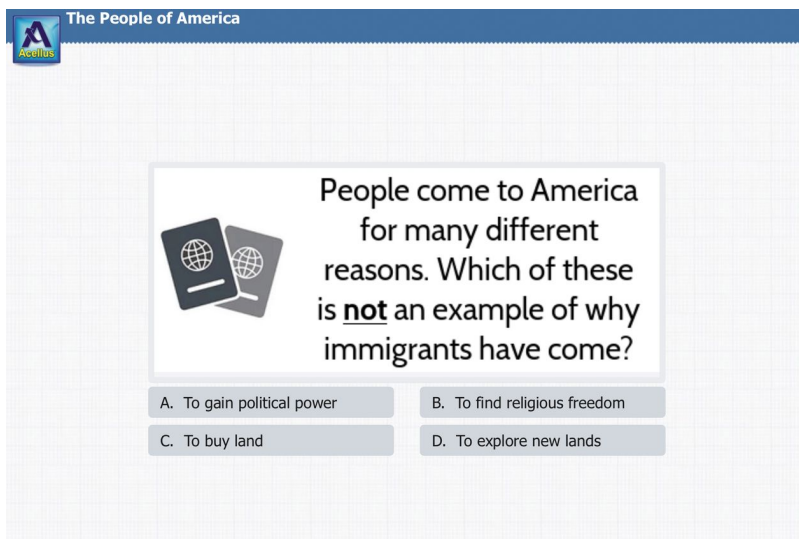 The People of America
Acellus
People come to America
for many different
reasons. Which of these
is not an example of why
immigrants have come?
A. To gain political power
B. To find religious freedom
C. To buy land
D. To explore new lands